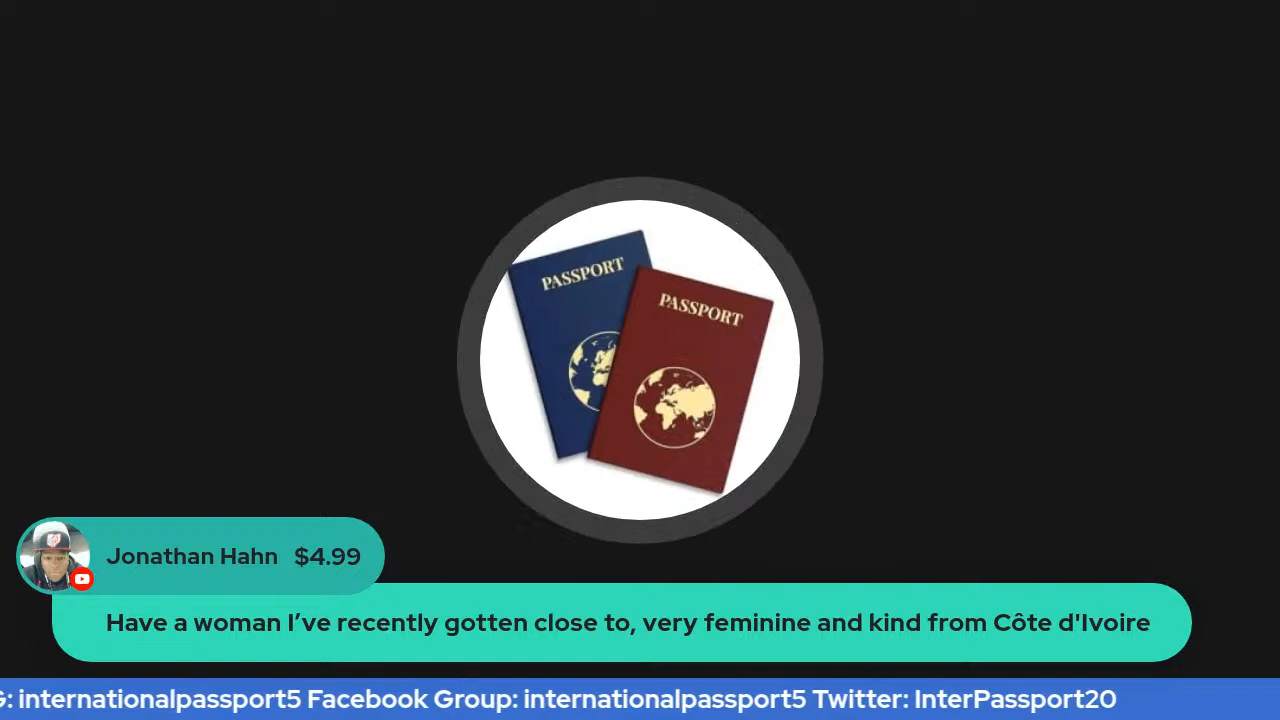 PASSPORT
PASSPORT
Jonathan Hahn $4.99
Have a woman I’ve recently gotten close to, very feminine and kind from Côte d'Ivoire
: internationalpassport5 Facebook Group: internationalpassport5 Twitter: InterPassport20